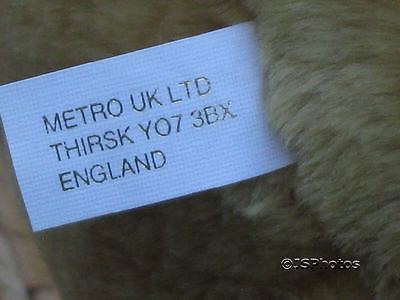 METRO UK LTD
THIRSK YO7 3BX
ENGLAND
©JSPhotos